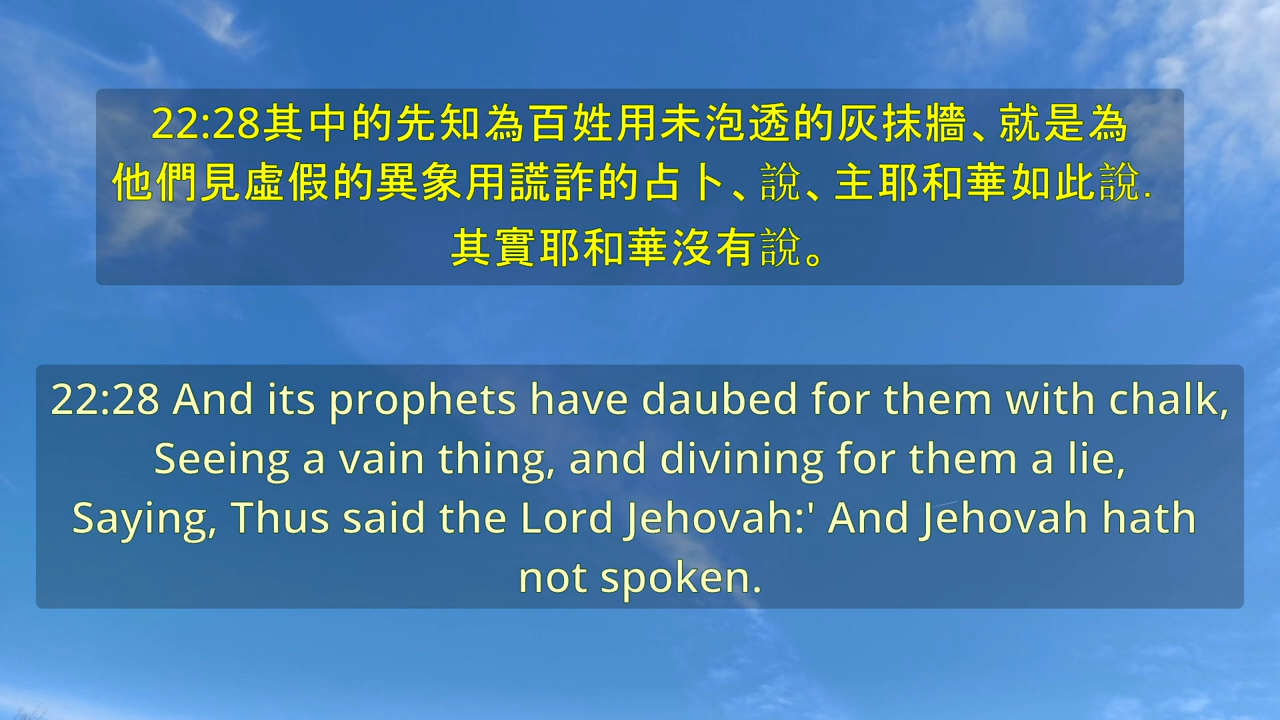 22:28其中的先知為百姓用未泡透的灰抹牆、就是為
他們見虛假的異象用謊詐的占卜、說、主耶和華如此說.
其實耶和華沒有說。
22:28 And its prophets have daubed for them with chalk,
Seeing a vain thing, and divining for them a lie,
Saying, Thus said the Lord Jehovah:' And Jehovah hath
not spoken.